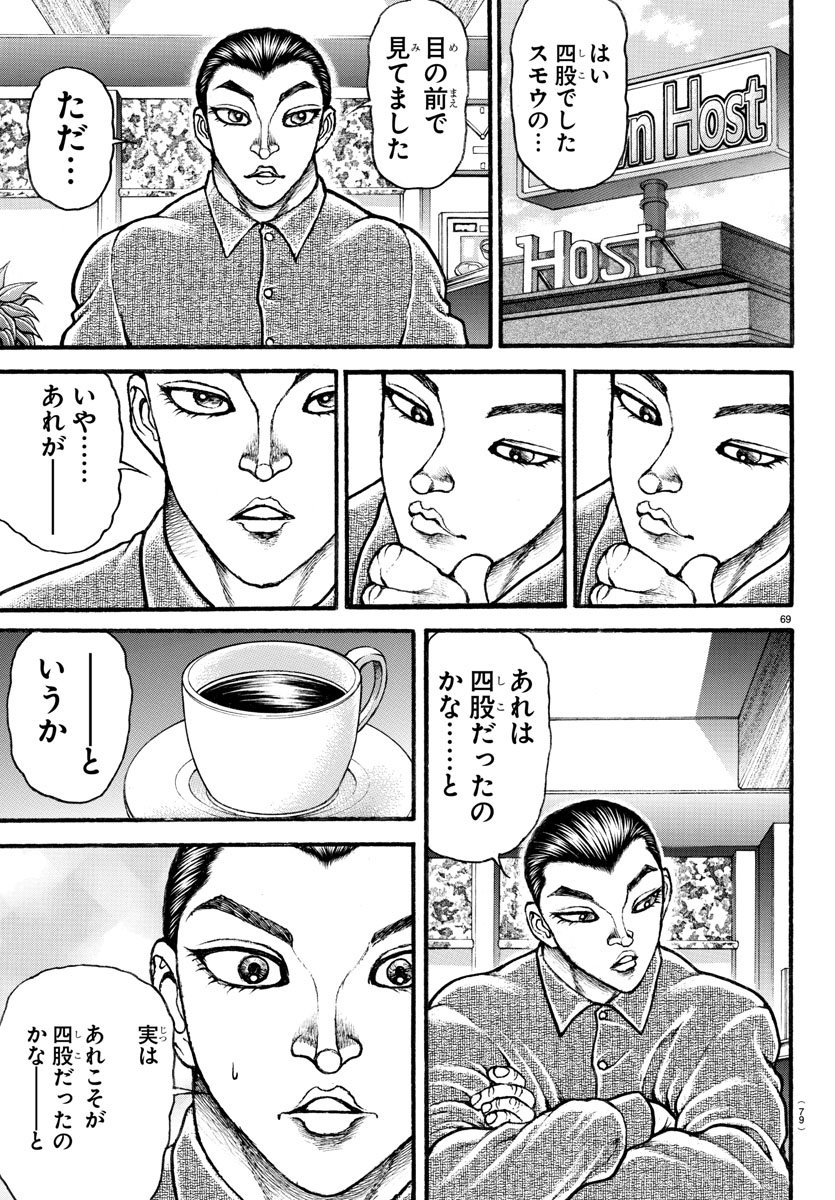 はい
四股でした
スモウの…
n Host
Host
目の前で
見てました
ただ…
いや……
あれが──
69
あれは
四股だったの
かな……と
──と
いうか
実は
あれこそが
四股だったの
かな──と
(79)